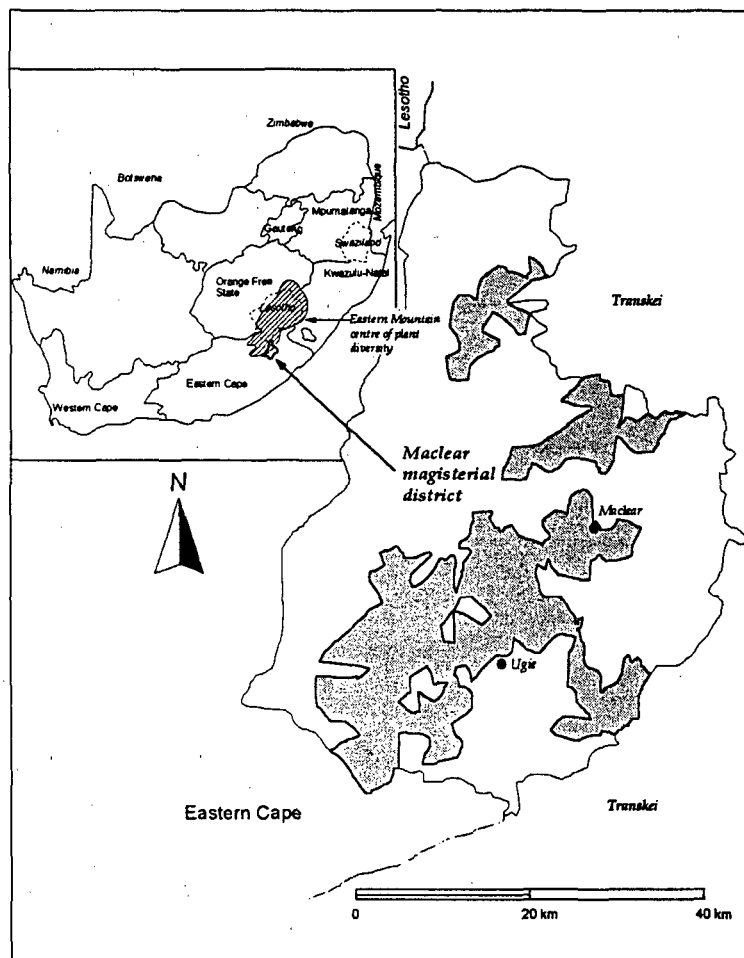 Lesotho
Zimbabwe
Botswana
Mozambique
Mpumalanga
Gauteng
Swaziland
Namibia
Kwazulu-Natal
Orange Free
State
Lesotho
Eastern Mountain
centre of plant
diversity
Eastern Cape
Western Cape
Transkei
Maclear
magisterial
district
N
Maclear
Ugie
Eastern Cape
Transkei
0
20 km
40 km